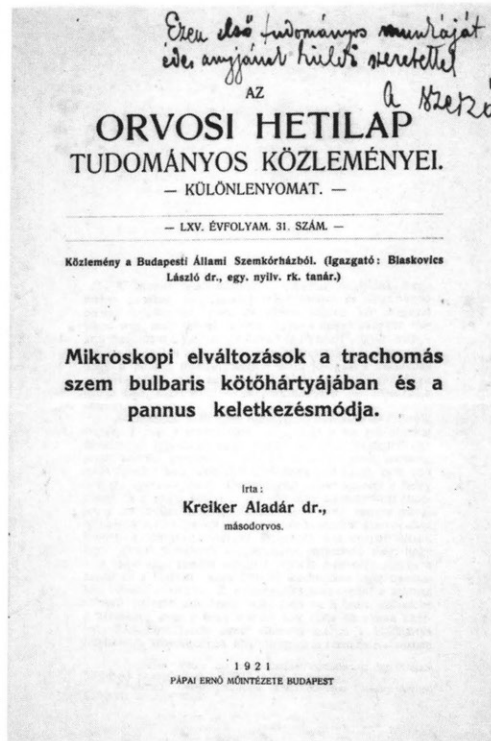 Ezen első tudományos munkáját
édes anyjának küldi szeretettel
a szerző
AZ
ORVOSI HETILAP
TUDOMÁNYOS KÖZLEMÉNYEI.
— KÜLÖNLENYOMAT. —
— LXV. ÉVFOLYAM. 31. SZÁM. —
Közlemény a Budapesti Állami Szemkórházból. (Igazgató: Blaskovics
László dr., egy. nyilv. rk. tanár.)
Mikroskopi elváltozások a trachomás
szem bulbaris kötőhártyájában és a
pannus keletkezésmódja.
Irta:
Kreiker Aladár dr.,
másodorvos.
1921
PÁPAI ERNŐ MŰINTÉZETE BUDAPEST